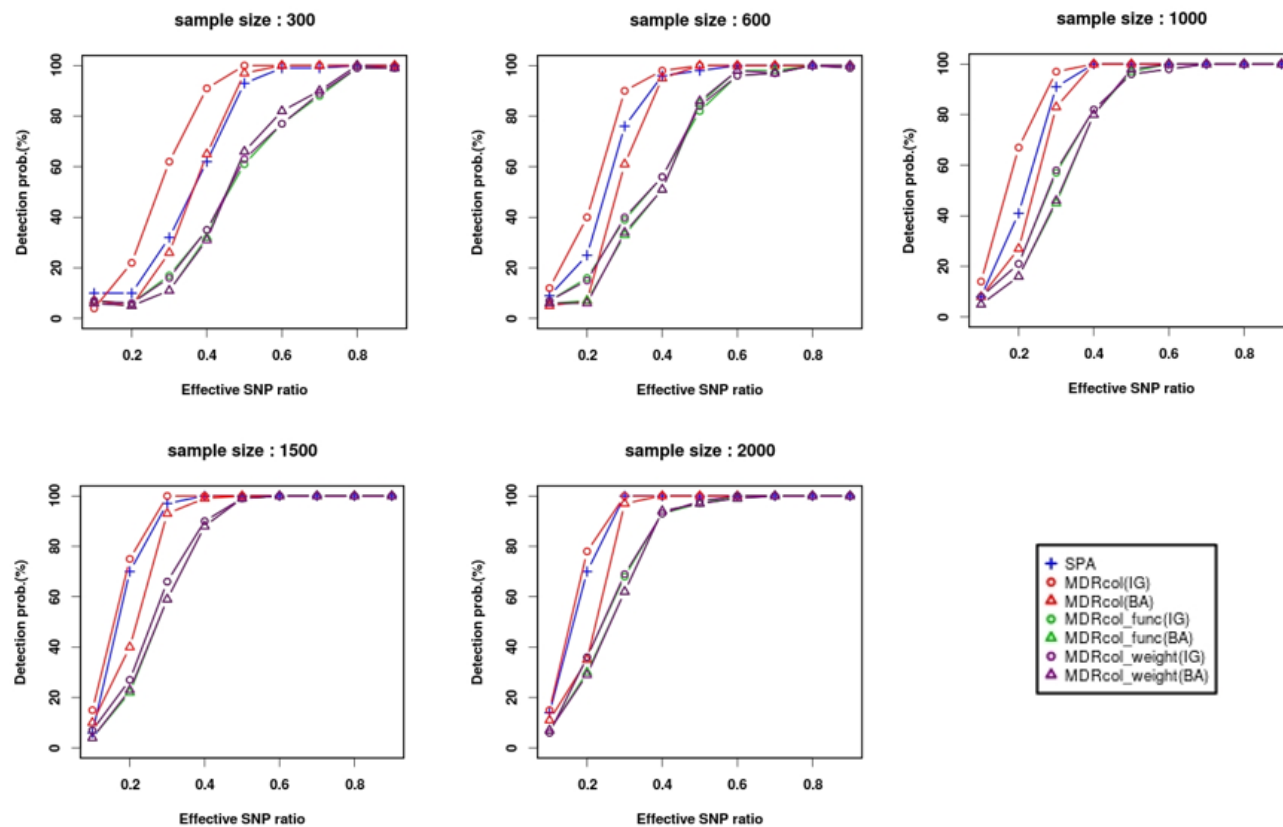 sample size : 300
Detection prob.(%)
0 20 40 60 80 100
0.2 0.4 0.6 0.8
Effective SNP ratio
sample size : 600
Detection prob.(%)
0 20 40 60 80 100
0.2 0.4 0.6 0.8
Effective SNP ratio
sample size : 1000
Detection prob.(%)
0 20 40 60 80 100
0.2 0.4 0.6 0.8
Effective SNP ratio
sample size : 1500
Detection prob.(%)
0 20 40 60 80 100
0.2 0.4 0.6 0.8
Effective SNP ratio
sample size : 2000
Detection prob.(%)
0 20 40 60 80 100
0.2 0.4 0.6 0.8
Effective SNP ratio
SPA
MDRcol(IG)
MDRcol(BA)
MDRcol_func(IG)
MDRcol_func(BA)
MDRcol_weight(IG)
MDRcol_weight(BA)